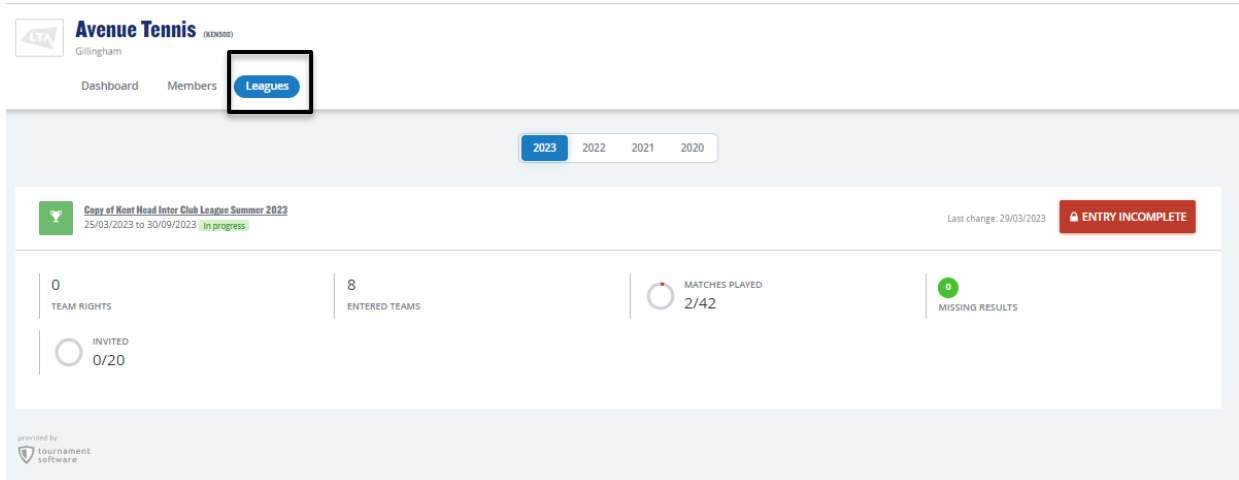 LTA
Avenue Tennis (KEN500)
Gillingham
Dashboard Members Leagues
2023 2022 2021 2020
Copy of Kent Head Inter Club League Summer 2023
25/03/2023 to 30/09/2023 In progress
Last change: 29/03/2023 ENTRY INCOMPLETE
0
TEAM RIGHTS
8
ENTERED TEAMS
MATCHES PLAYED
2/42
0
MISSING RESULTS
INVITED
0/20
provided by
tournament
software